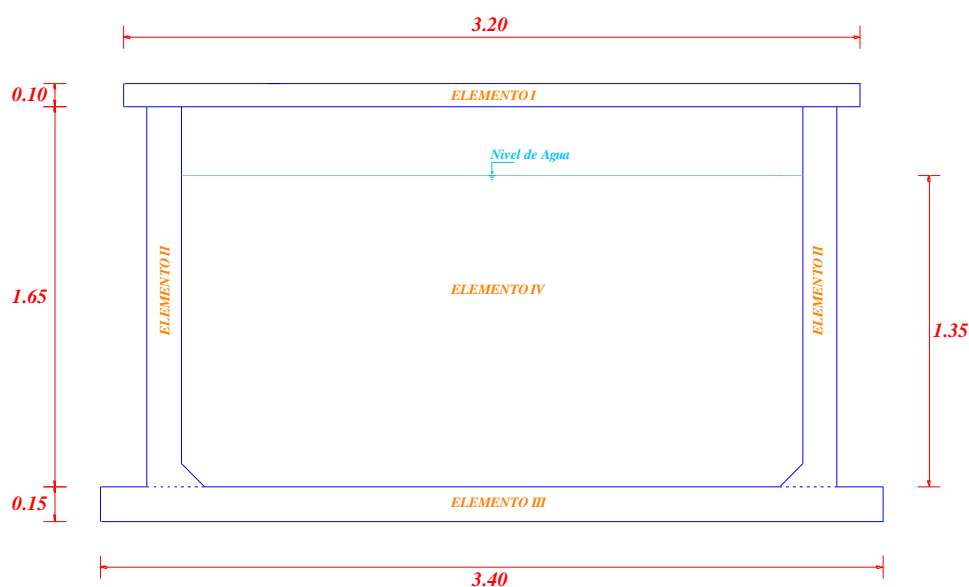 3.20
0.10
ELEMENTO I
Nivel de Agua
ELEMENTO II
ELEMENTO II
ELEMENTO IV
1.65
1.35
0.15
ELEMENTO III
3.40